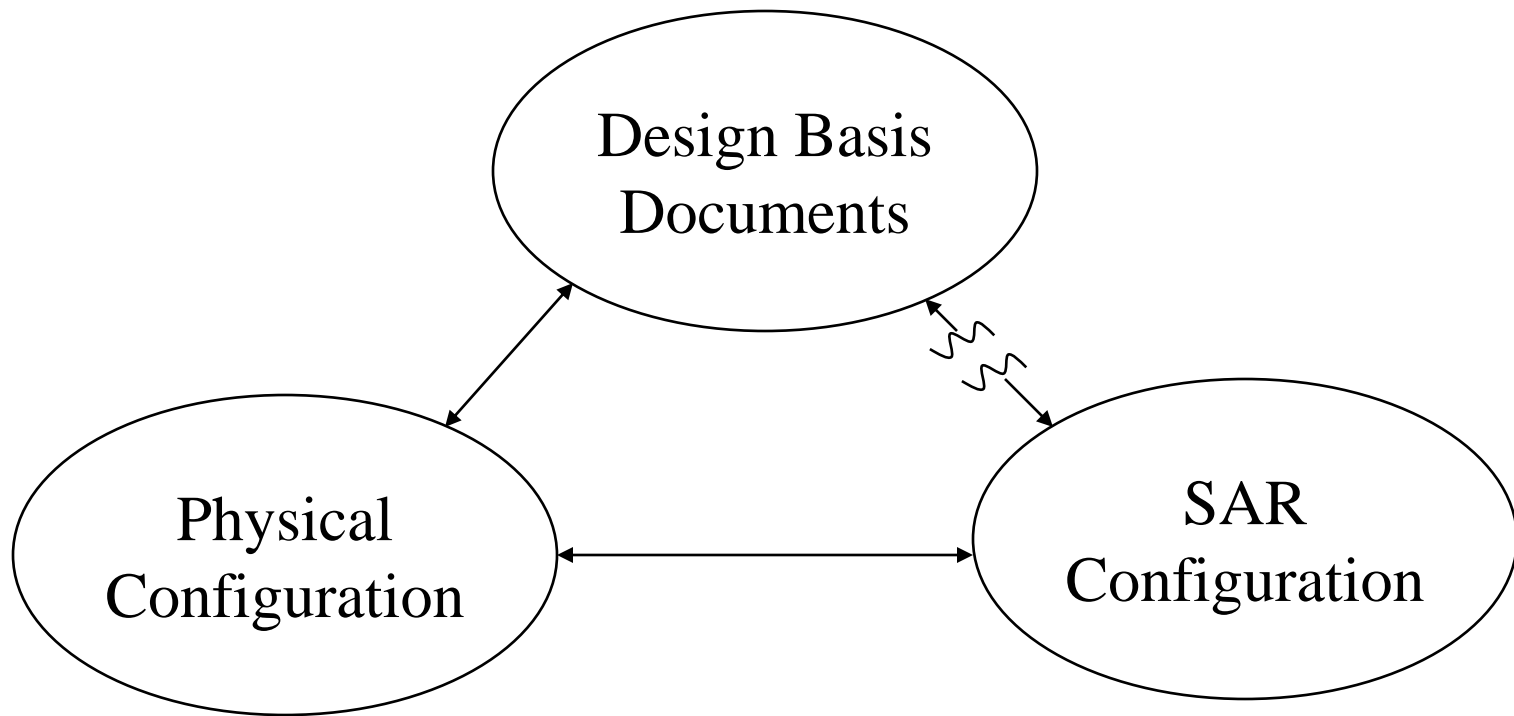 Design Basis
Documents
Physical
Configuration
SAR
Configuration